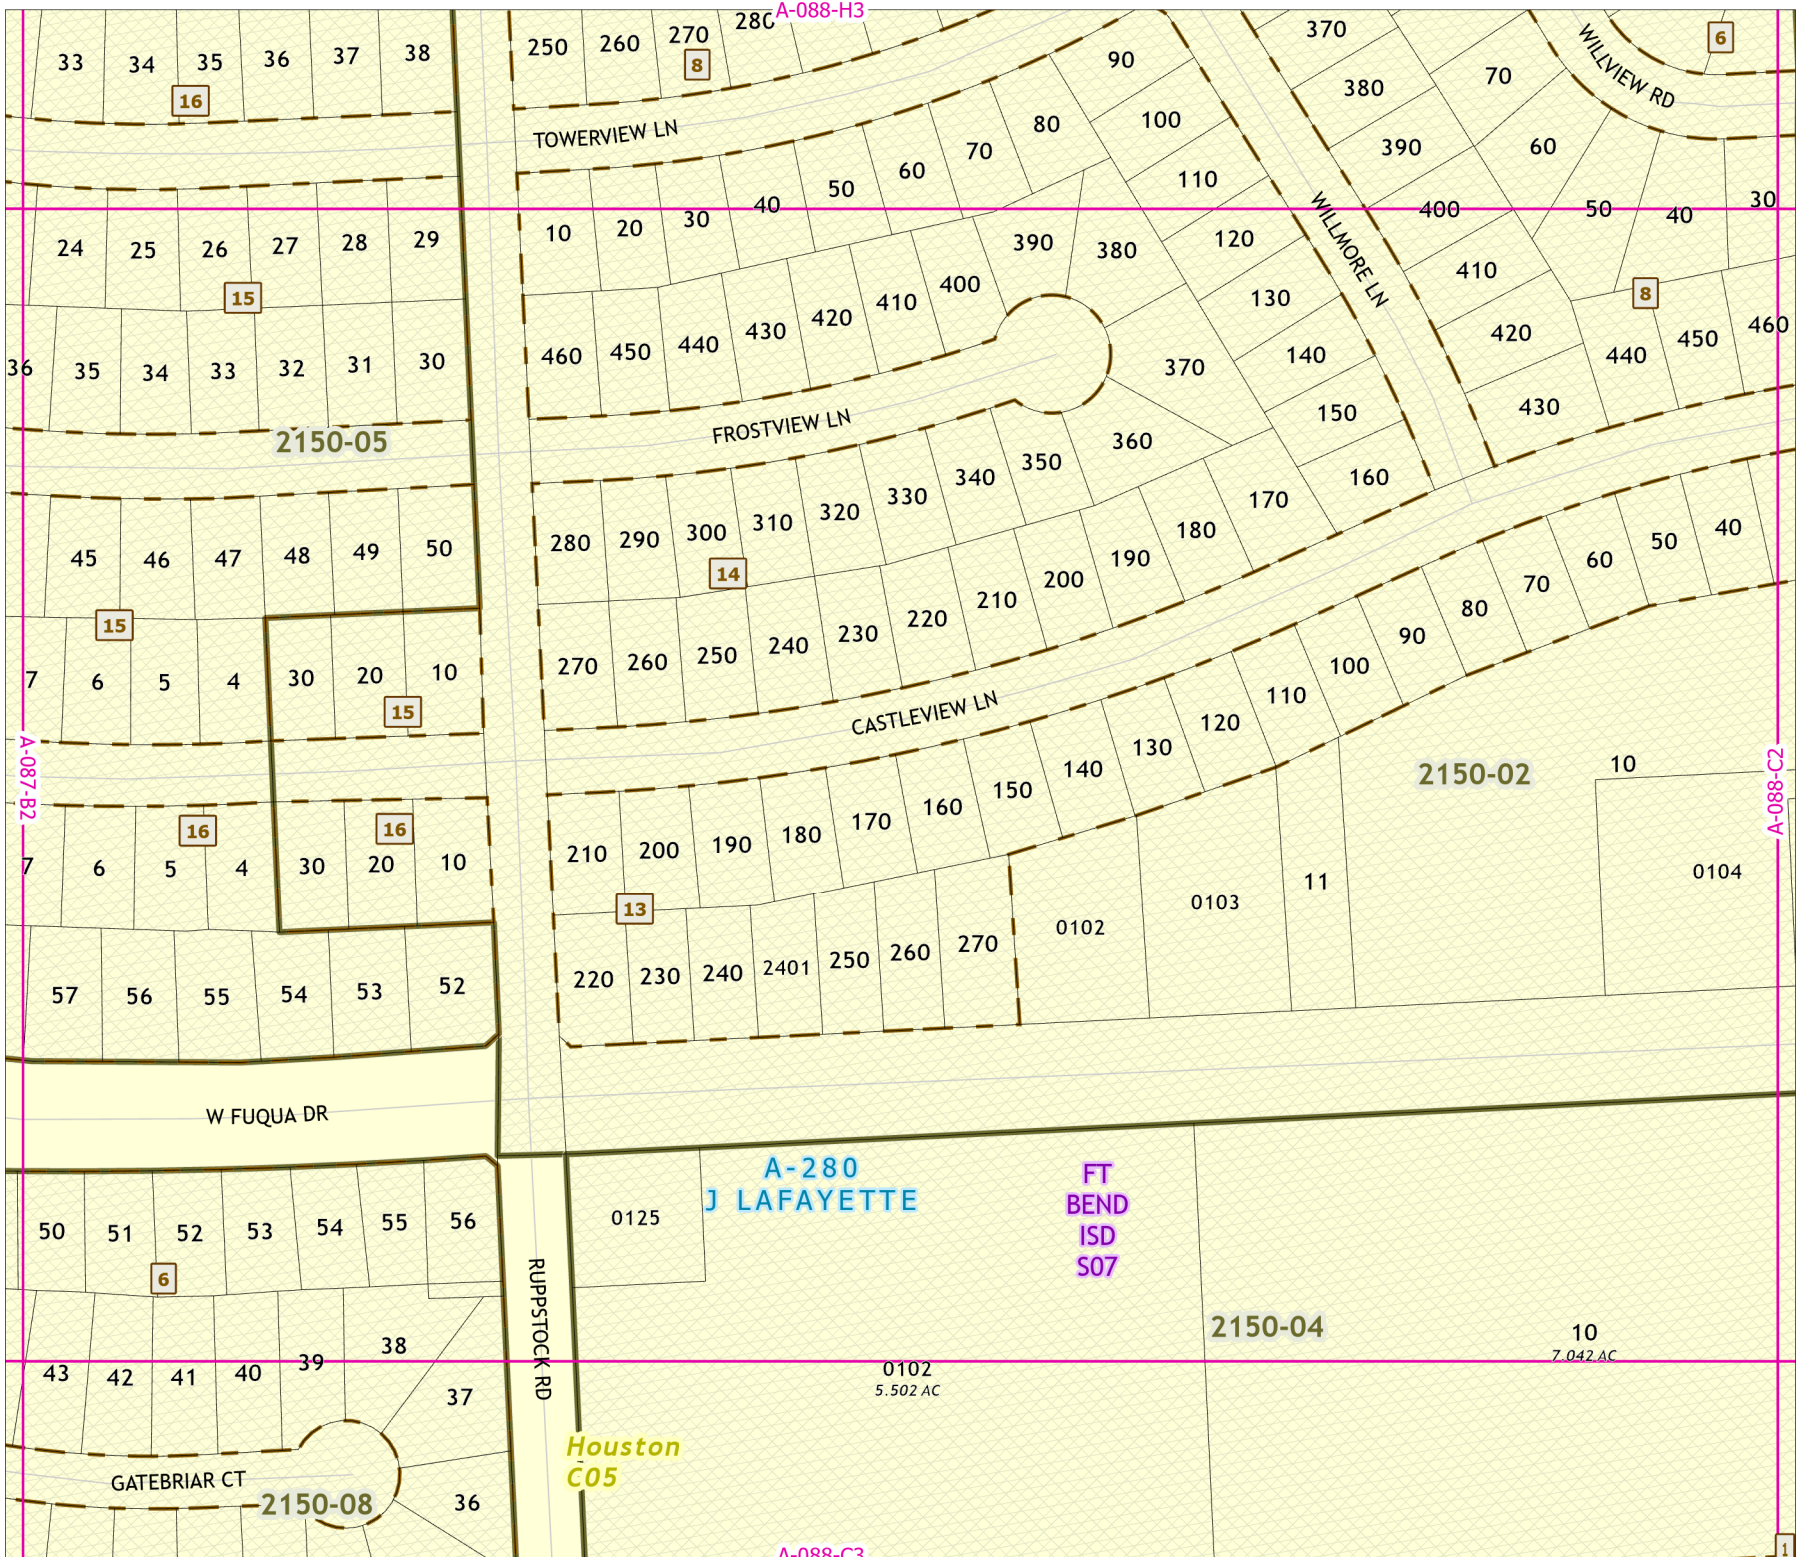 A-088-H3
33 34 35 36 37 38
250 260 270 280
90 370 70
6
WILLVIEW RD
16
8
380
TOWERVIEW LN
80 100 390 60
50 60 70 110
WILLMORE LN
10 20 30 40
400 50 40 30
24 25 26 27 28 29
390 380 120 410
15
400 130
8
460 450 440 430 420 410
140 420 440 450 460
36 35 34 33 32 31 30
370
150 430
FROSTVIEW LN
2150-05
360
350 160
340 170
330
320 180
280 290 300 310
45 46 47 48 49 50
14
190 200 210 220 230 240 250 260 270
40 50 60 70 80 90 100 110 120 130 140 150 160 170 180 190 200 210
15
7 6 5 4 30 20 10
15
CASTLEVIEW LN
A-087-B2
2150-02
10
A-088-C2
16
16
7 6 5 4 30 20 10
13
0102 0103 11 0104
220 230 240 2401 250 260 270
57 56 55 54 53 52
W FUQUA DR
A-280
J LAFAYETTE
FT
BEND
ISD
S07
50 51 52 53 54 55 56
0125
6
RUPPSTOCK RD
2150-04
10
7.042 AC
43 42 41 40 39 38
37
0102
5.502 AC
Houston
C05
GATEBRIAR CT
2150-08
36
1
A-088-C3